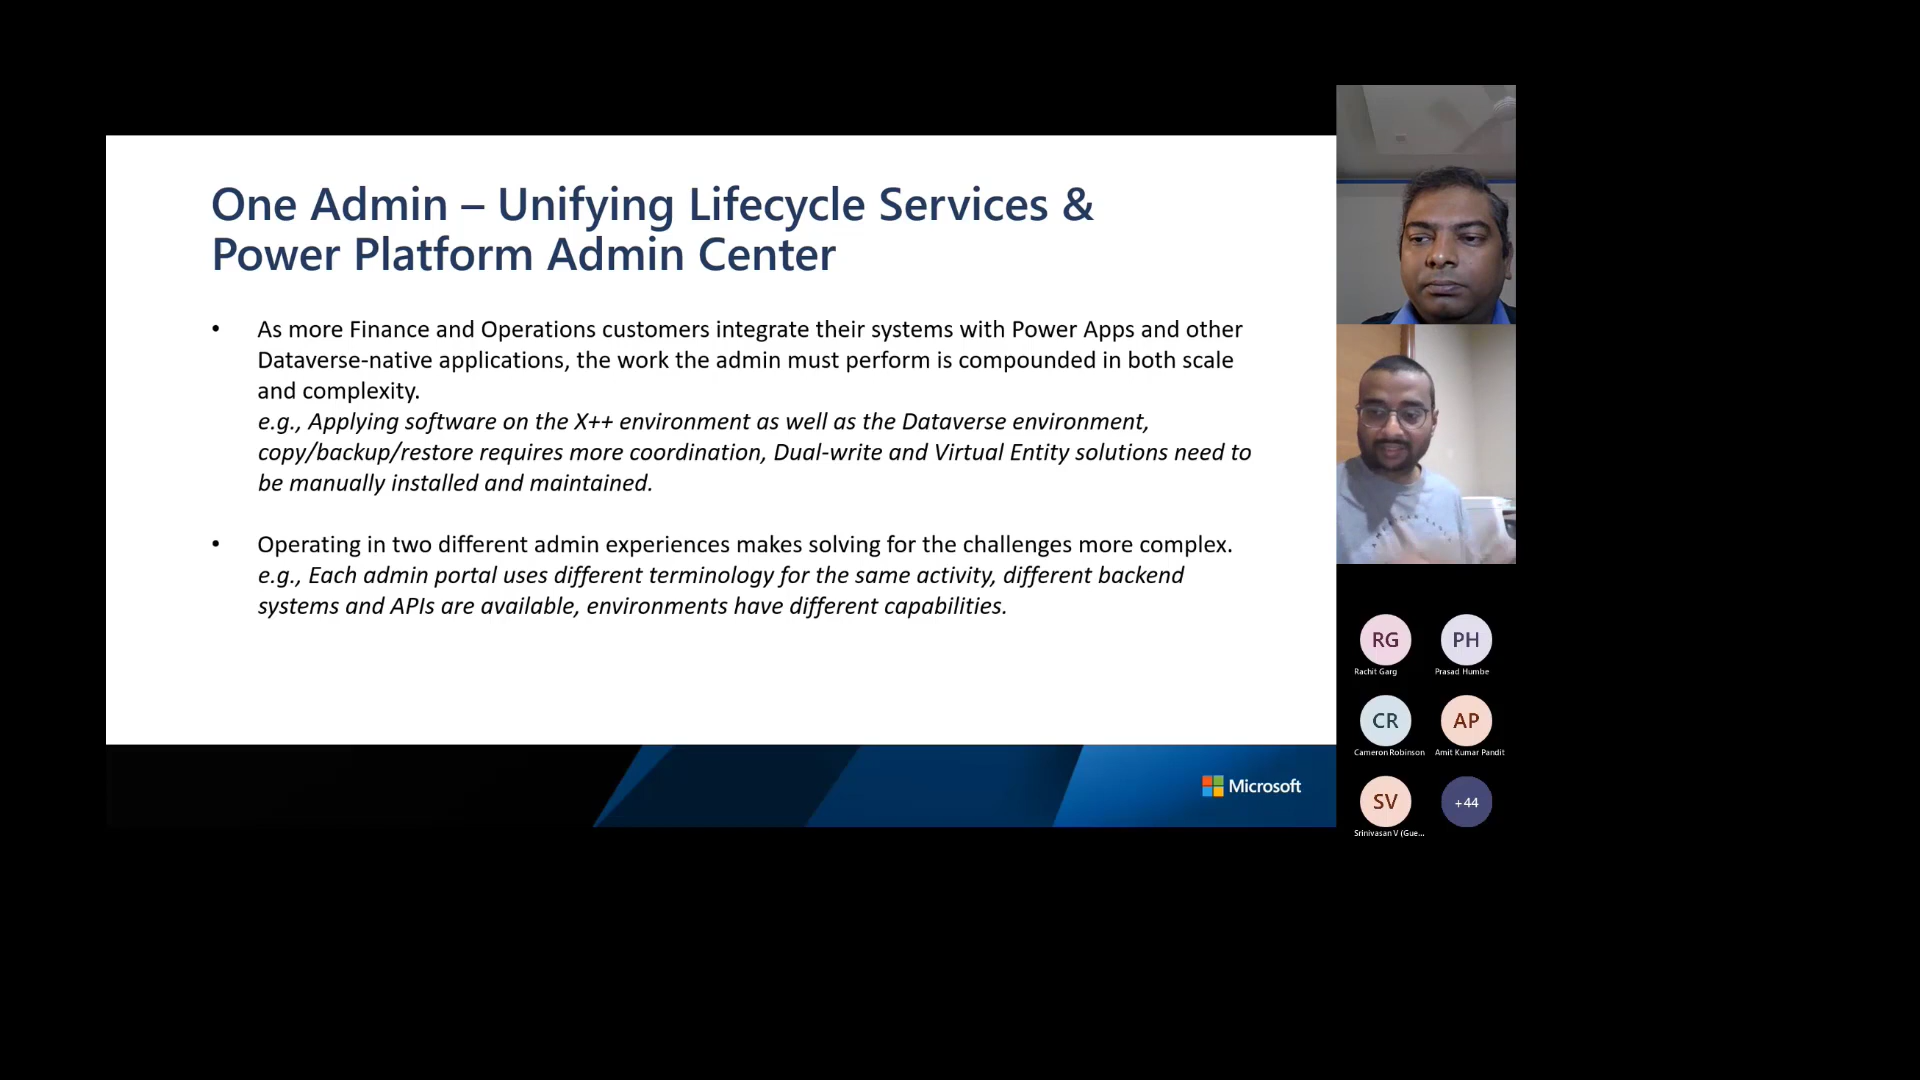 One Admin – Unifying Lifecycle Services &
Power Platform Admin Center
• As more Finance and Operations customers integrate their systems with Power Apps and other
Dataverse-native applications, the work the admin must perform is compounded in both scale
and complexity.
e.g., Applying software on the X++ environment as well as the Dataverse environment,
copy/backup/restore requires more coordination, Dual-write and Virtual Entity solutions need to
be manually installed and maintained.
• Operating in two different admin experiences makes solving for the challenges more complex.
e.g., Each admin portal uses different terminology for the same activity, different backend
systems and APIs are available, environments have different capabilities.
Microsoft
RG PH
Rachit Garg Prasad Humbe
CR AP
Cameron Robinson Amit Kumar Pandit
SV +44
Srinivasan V (Gue...